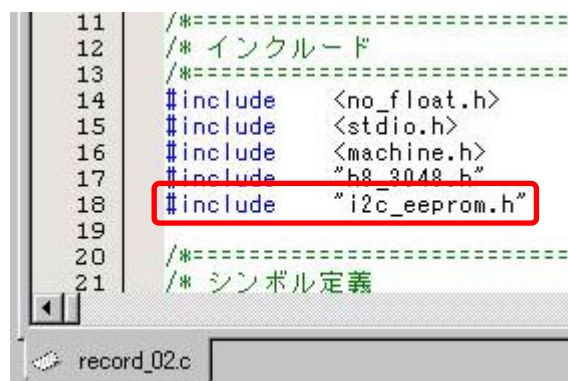 11 /*==============================
12 /* インクルード
13 /*==============================
14 #include <no_float.h>
15 #include <stdio.h>
16 #include <machine.h>
17 #include "h8_3048.h"
18 #include "i2c_eeprom.h"
19
20 /*==============================
21 /* シンボル定義
record_02.c